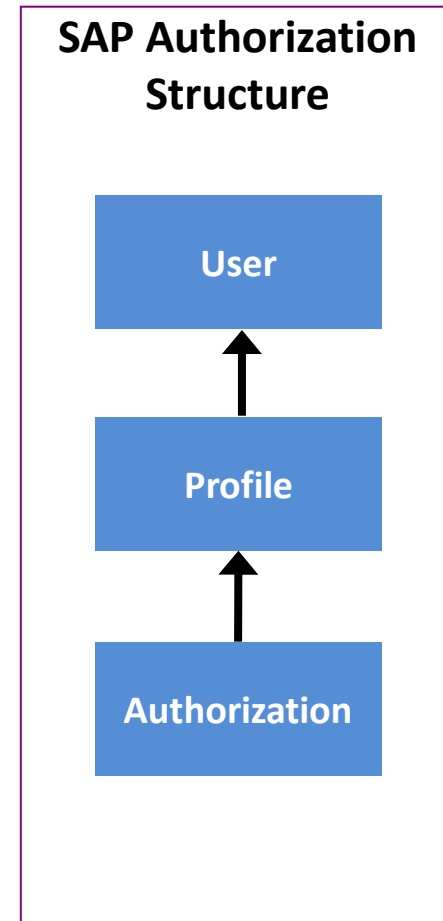 SAP Authorization
Structure
User
Profile
Authorization